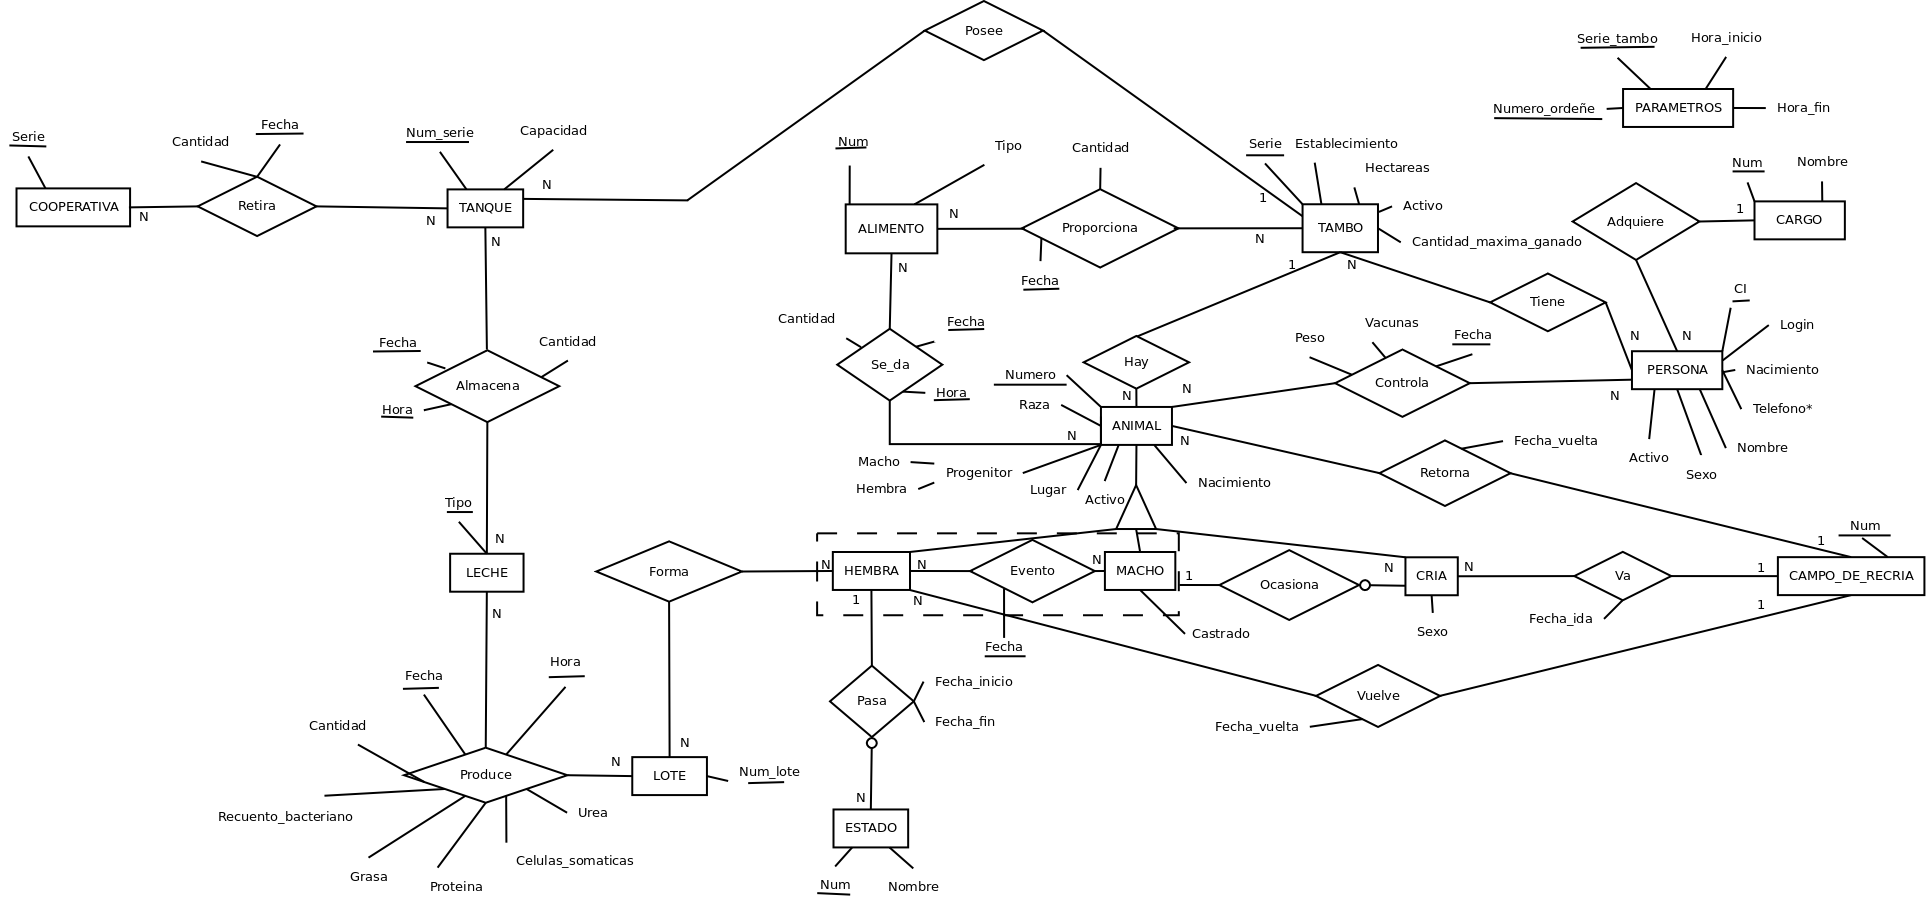 Posee
Serie_tambo
Hora_inicio
Numero_ordeñe
PARAMETROS
Hora_fin
Serie
Cantidad
Fecha
Num_serie
Capacidad
Num
Tipo
Cantidad
Serie
Establecimiento
Hectareas
Num
Nombre
COOPERATIVA
N
Retira
N
TANQUE
N
N
ALIMENTO
N
N
Proporciona
Fecha
N
1
TAMBO
Activo
Cantidad_maxima_ganado
1
N
Adquiere
1
CARGO
CI
Tiene
N
N
Login
PERSONA
Nacimiento
Telefono*
N
Activo
Sexo
Nombre
Fecha
Cantidad
Almacena
Hora
Cantidad
Fecha
Se_da
Hora
Hay
N
Peso
Vacunas
Fecha
Controla
N
Numero
Raza
ANIMAL
N
N
Macho
Hembra
Progenitor
Lugar
Activo
Nacimiento
Retorna
Fecha_vuelta
Num
1
Tipo
N
LECHE
N
Forma
N
HEMBRA
N
Evento
N
MACHO
1
Ocasiona
N
CRIA
N
Va
1
CAMPO_DE_RECRIA
1
N
Fecha
Castrado
Sexo
Fecha_ida
1
Fecha
Hora
Cantidad
Produce
N
N
LOTE
Num_lote
Pasa
Fecha_inicio
Fecha_fin
Vuelve
Fecha_vuelta
Recuento_bacteriano
Urea
N
ESTADO
Grasa
Proteina
Celulas_somaticas
Num
Nombre